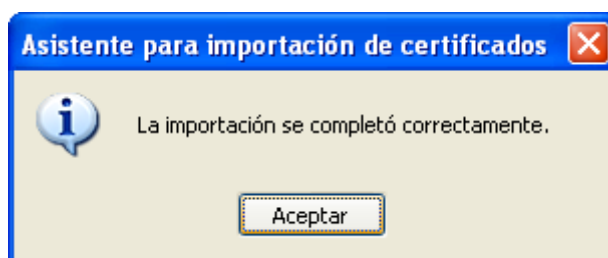 Asistente para importación de certificados
La importación se completó correctamente.
Aceptar